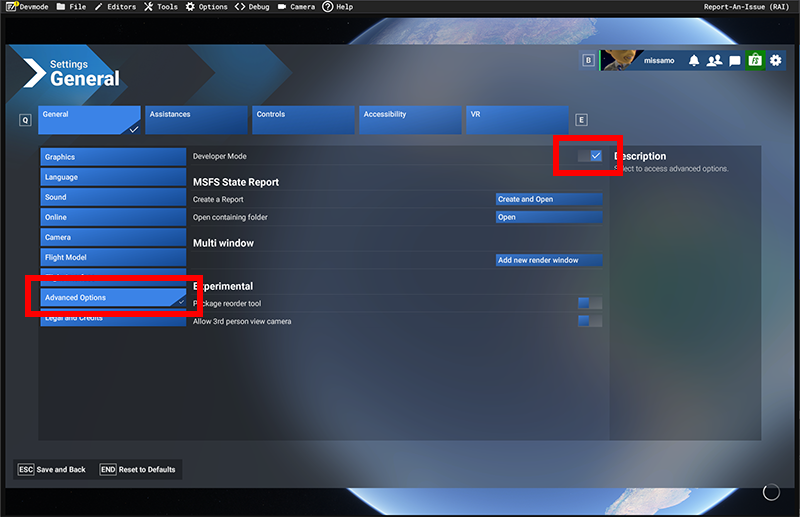 Devmode File Editors Tools Options Debug Camera Help Report-An-Issue (RAI)
Settings
General
B missamo
Q General Assistances Controls Accessibility VR E
Graphics
Language
Sound
Online
Camera
Flight Model
Advanced Options
Legal and Credits
Developer Mode
MSFS State Report
Create a Report Create and Open
Open containing folder Open
Multi window
Add new render window
Experimental
Package reorder tool
Allow 3rd person view camera
Description
Select to access advanced options.
ESC Save and Back END Reset to Defaults